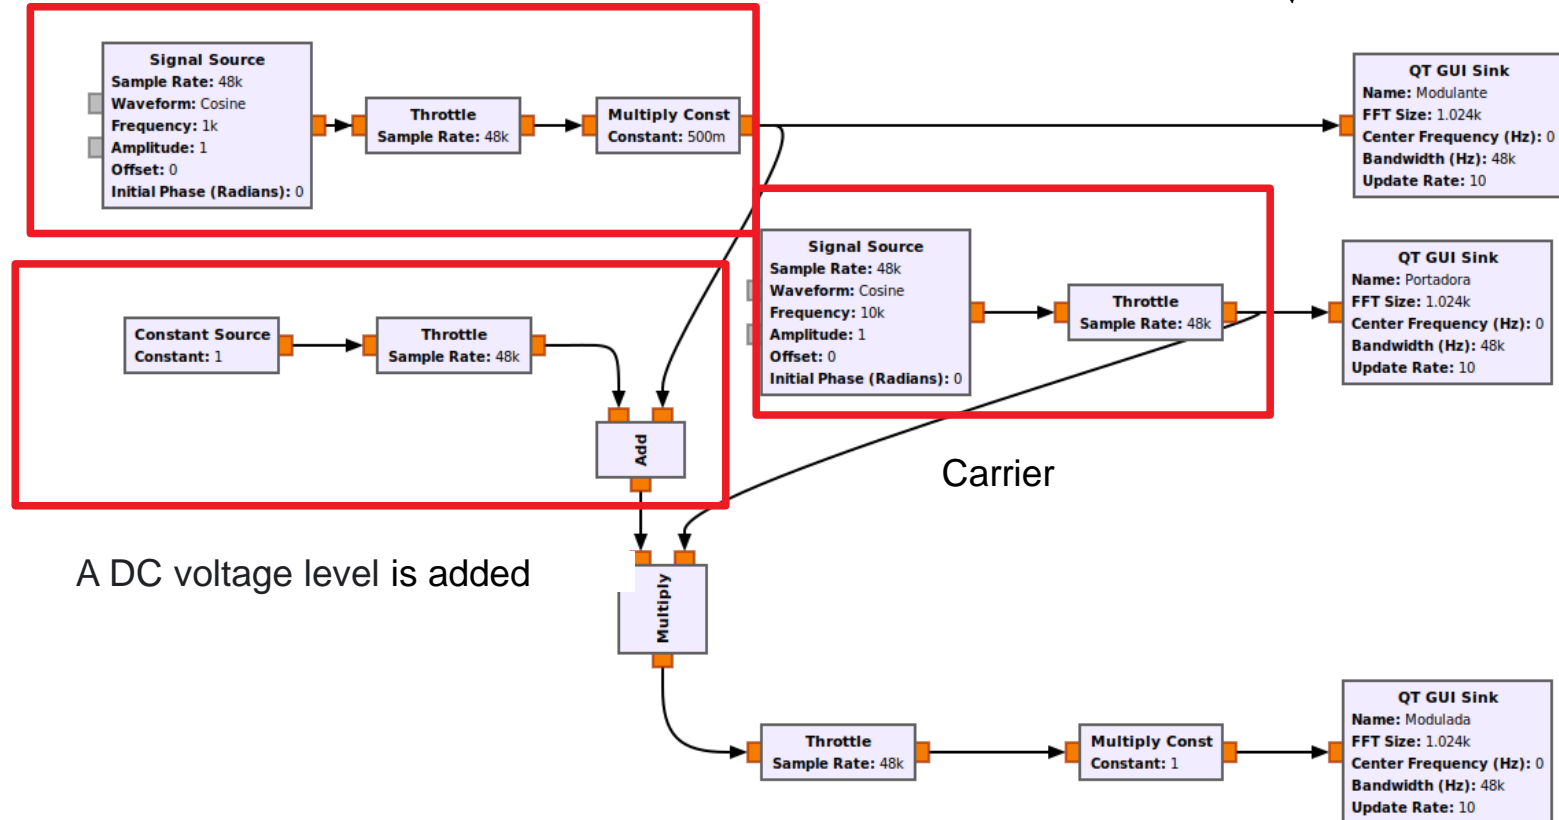 Signal Source
Sample Rate: 48k
Waveform: Cosine
Frequency: 1k
Amplitude: 1
Offset: 0
Initial Phase (Radians): 0
Throttle
Sample Rate: 48k
Multiply Const
Constant: 500m
QT GUI Sink
Name: Modulante
FFT Size: 1.024k
Center Frequency (Hz): 0
Bandwidth (Hz): 48k
Update Rate: 10
Constant Source
Constant: 1
Throttle
Sample Rate: 48k
Add
Signal Source
Sample Rate: 48k
Waveform: Cosine
Frequency: 10k
Amplitude: 1
Offset: 0
Initial Phase (Radians): 0
Throttle
Sample Rate: 48k
QT GUI Sink
Name: Portadora
FFT Size: 1.024k
Center Frequency (Hz): 0
Bandwidth (Hz): 48k
Update Rate: 10
Carrier
A DC voltage level is added
Multiply
Throttle
Sample Rate: 48k
Multiply Const
Constant: 1
QT GUI Sink
Name: Modulada
FFT Size: 1.024k
Center Frequency (Hz): 0
Bandwidth (Hz): 48k
Update Rate: 10